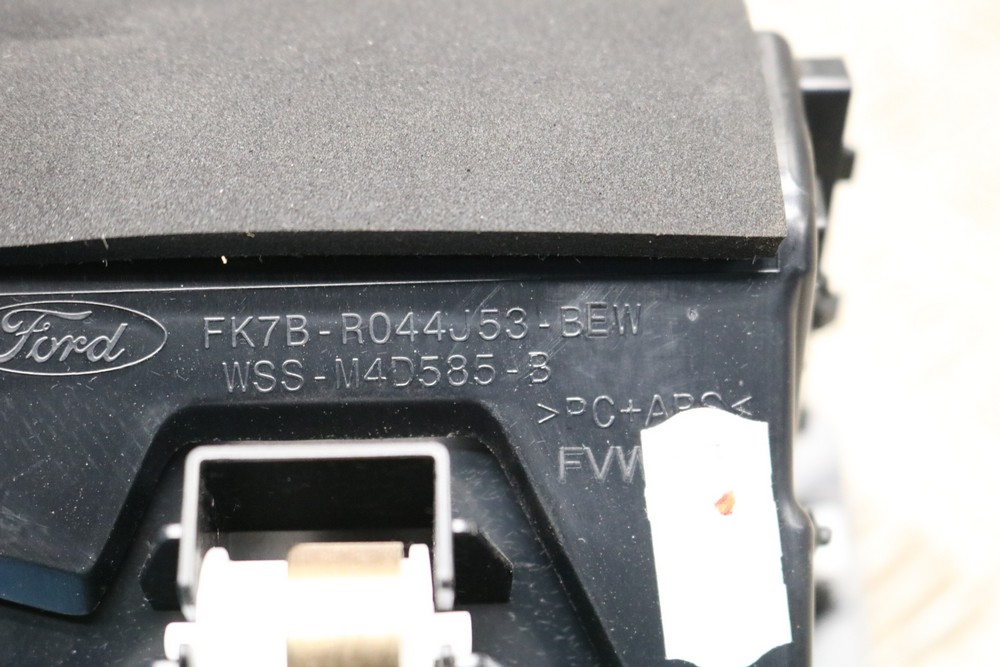 Ford
FK7B-R044J53-BEW
WSS-M4D585-B
>PC+ABS<